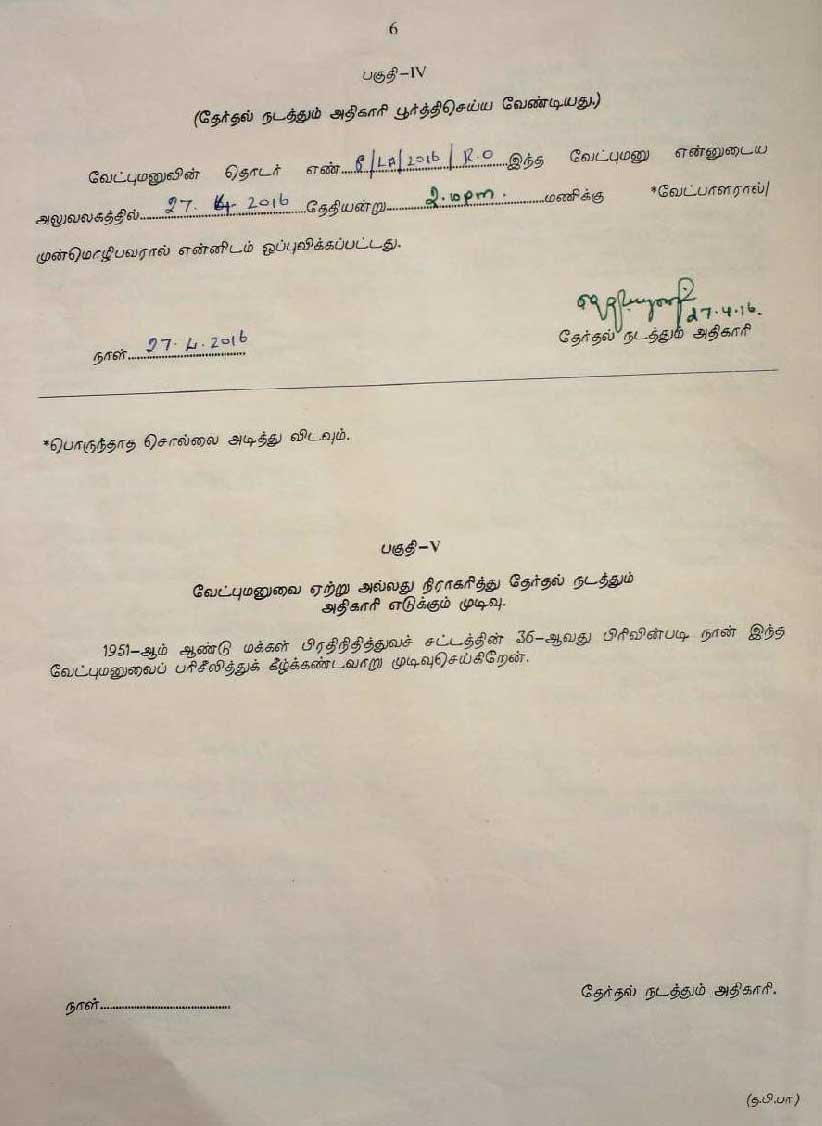 6
பகுதி-IV
(தேர்தல் நடத்தும் அதிகாரி பூர்த்திசெய்ய வேண்டியது.)
வேட்புமனுவின் தொடர் எண்....8/LA/2016/R.O....இந்த வேட்புமனு என்னுடைய
அலுவலகத்தில்....27. 4. 2016....தேதியன்று....2.00pm.....மணிக்கு *வேட்பாளரால்/
முன்மொழிபவரால் என்னிடம் ஒப்புவிக்கப்பட்டது.
27.4.16.
நாள்....27. 4. 2016 தேர்தல் நடத்தும் அதிகாரி
*பொருந்தாத சொல்லை அடித்து விடவும்.
பகுதி-V
வேட்புமனுவை ஏற்று அல்லது நிராகரித்து தேர்தல் நடத்தும்
அதிகாரி எடுக்கும் முடிவு.
1951-ஆம் ஆண்டு மக்கள் பிரதிநிதித்துவச் சட்டத்தின் 36-ஆவது பிரிவின்படி நான் இந்த
வேட்புமனுவைப் பரிசீலித்துக் கீழ்க்கண்டவாறு முடிவுசெய்கிறேன்.
நாள்.... தேர்தல் நடத்தும் அதிகாரி.
(த.பி.பா)